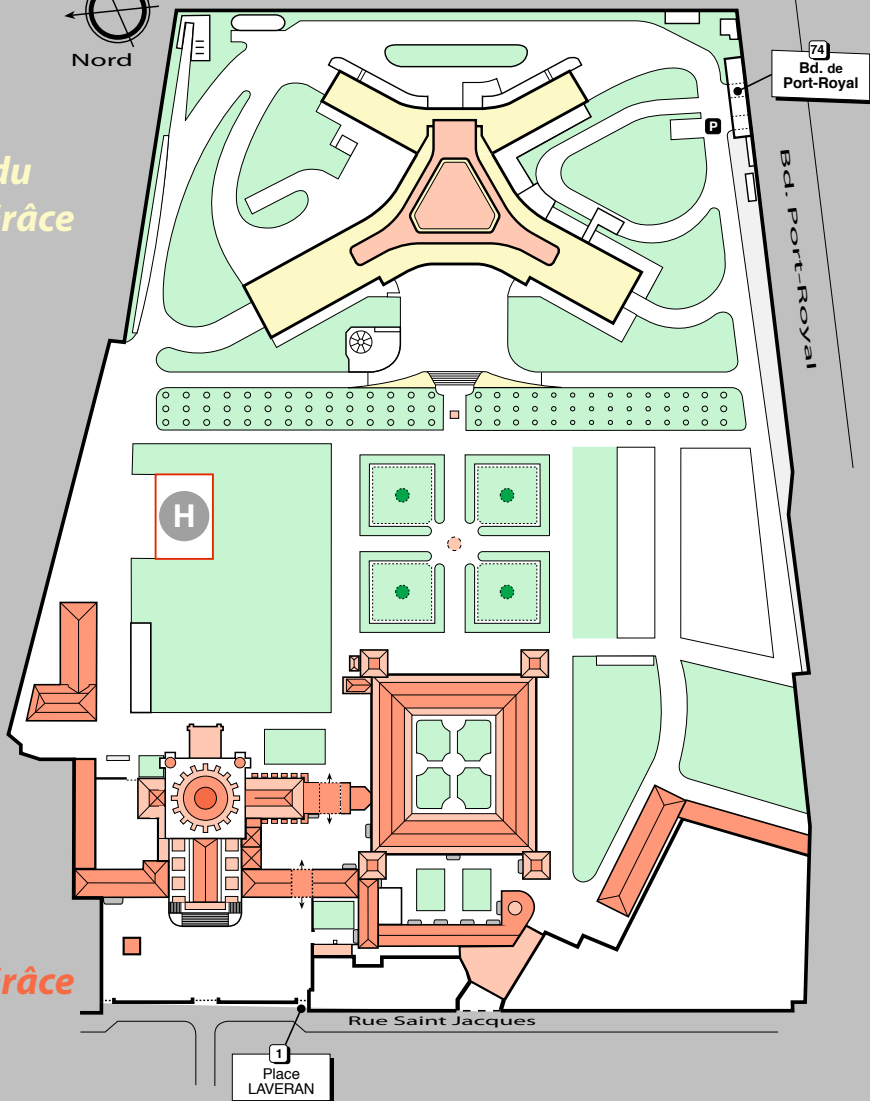 Nord
74
Bd. de
Port-Royal
P
du
râce
Bd. Port-Royal
H
râce
Rue Saint Jacques
1
Place
LAVERAN